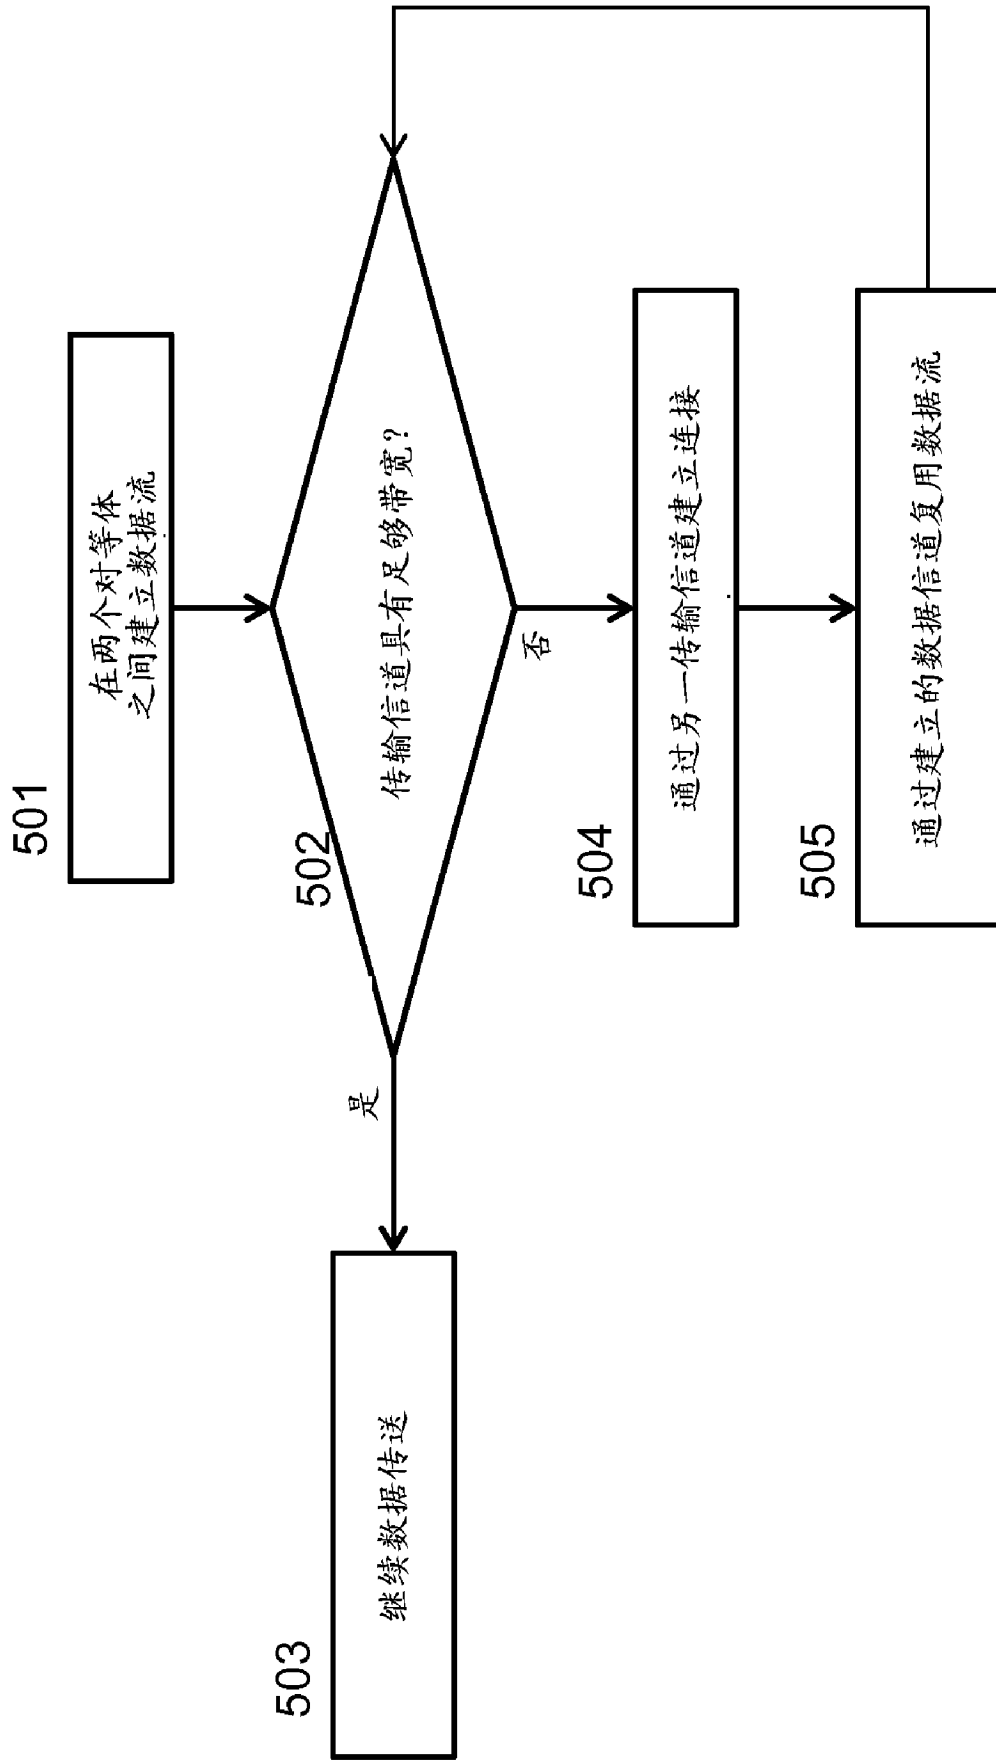 501
在两个对等体
之间建立数据流
502
传输信道具有足够带宽?
是
否
503
继续数据传送
504
通过另一传输信道建立连接
505
通过建立的数据信道复用数据流